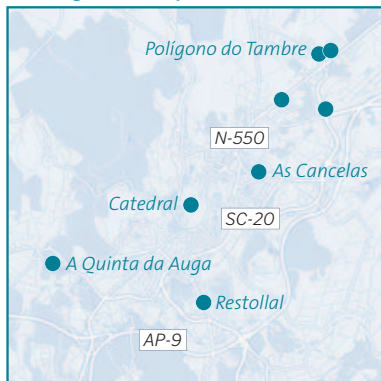 Polígono do Tambre
N-550
As Cancelas
Catedral
SC-20
A Quinta da Auga
Restollal
AP-9